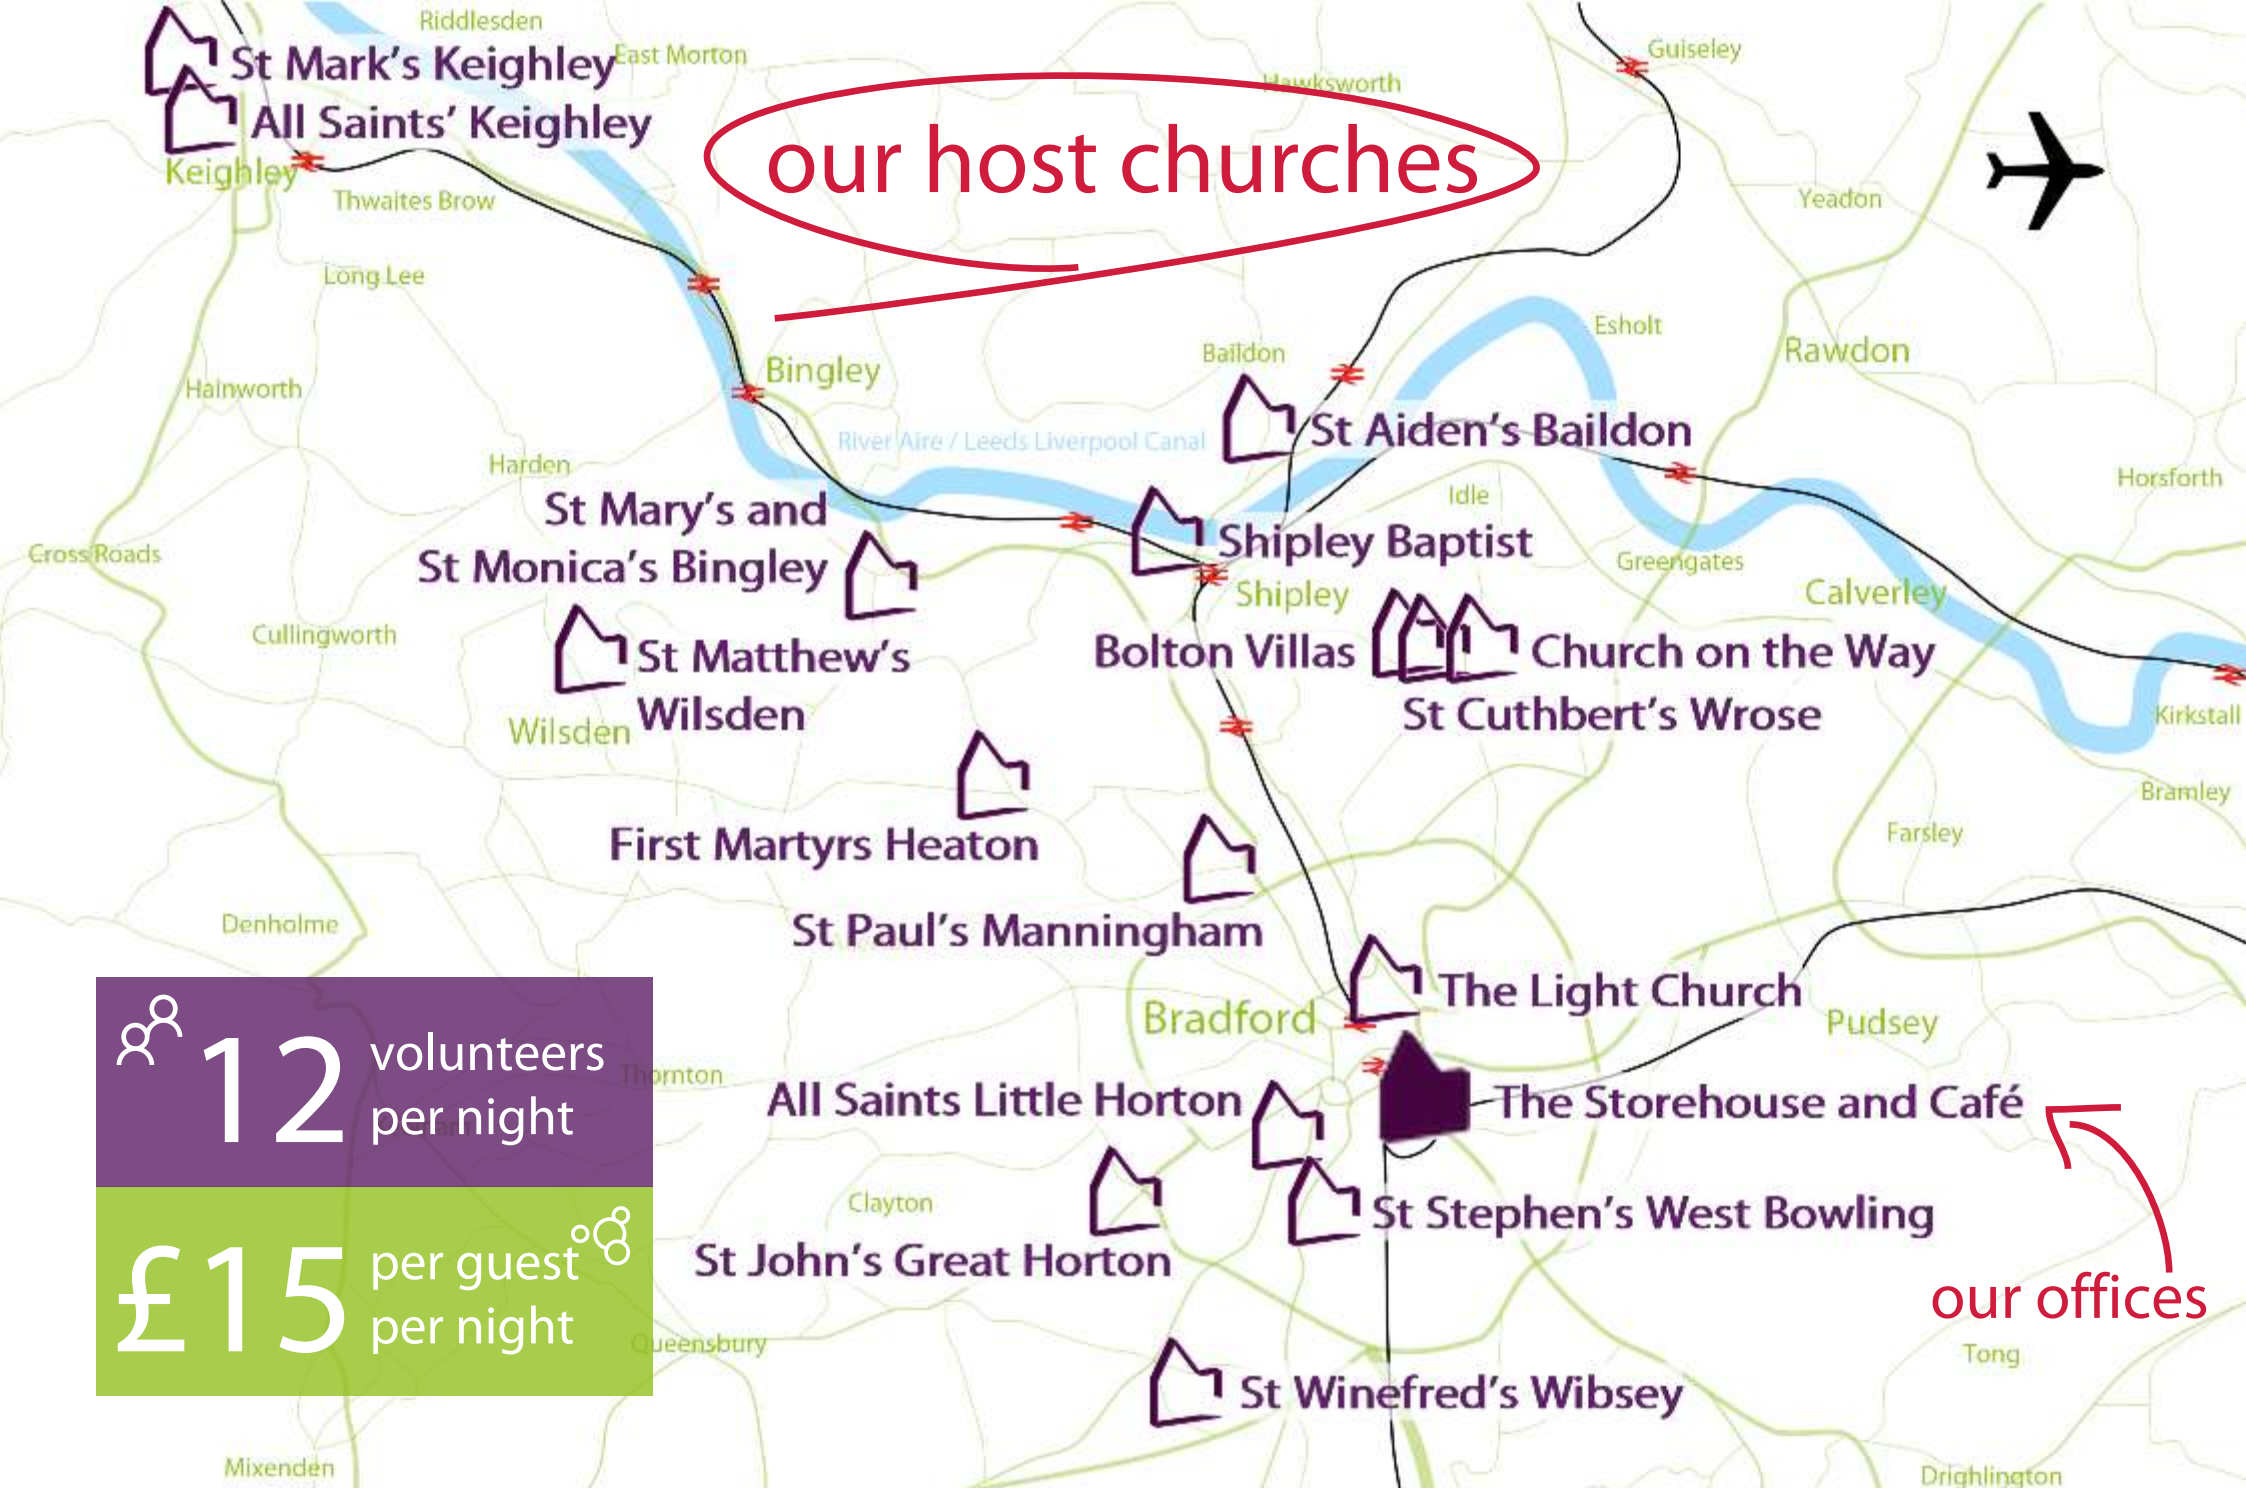 Riddlesden
St Mark's Keighley
East Morton
Guiseley
Hawksworth
All Saints' Keighley
our host churches
Keighley
Thwaites Brow
Yeadon
Long Lee
Esholt
Baildon
Rawdon
Bingley
Hainworth
St Aiden's Baildon
River Aire / Leeds Liverpool Canal
Harden
Horsforth
Idle
St Mary's and
St Monica's Bingley
Shipley Baptist
Cross Roads
Greengates
Shipley
Calverley
Cullingworth
St Matthew's
Wilsden
Bolton Villas
Church on the Way
St Cuthbert's Wrose
Wilsden
Kirkstall
Bramley
Farsley
First Martyrs Heaton
Denholme
St Paul's Manningham
The Light Church
Bradford
Pudsey
12 volunteers
per night
Thornton
All Saints Little Horton
The Storehouse and Café
Clayton
St Stephen's West Bowling
St John's Great Horton
£15 per guest
per night
our offices
Queensbury
Tong
St Winefred's Wibsey
Mixenden
Drighlington